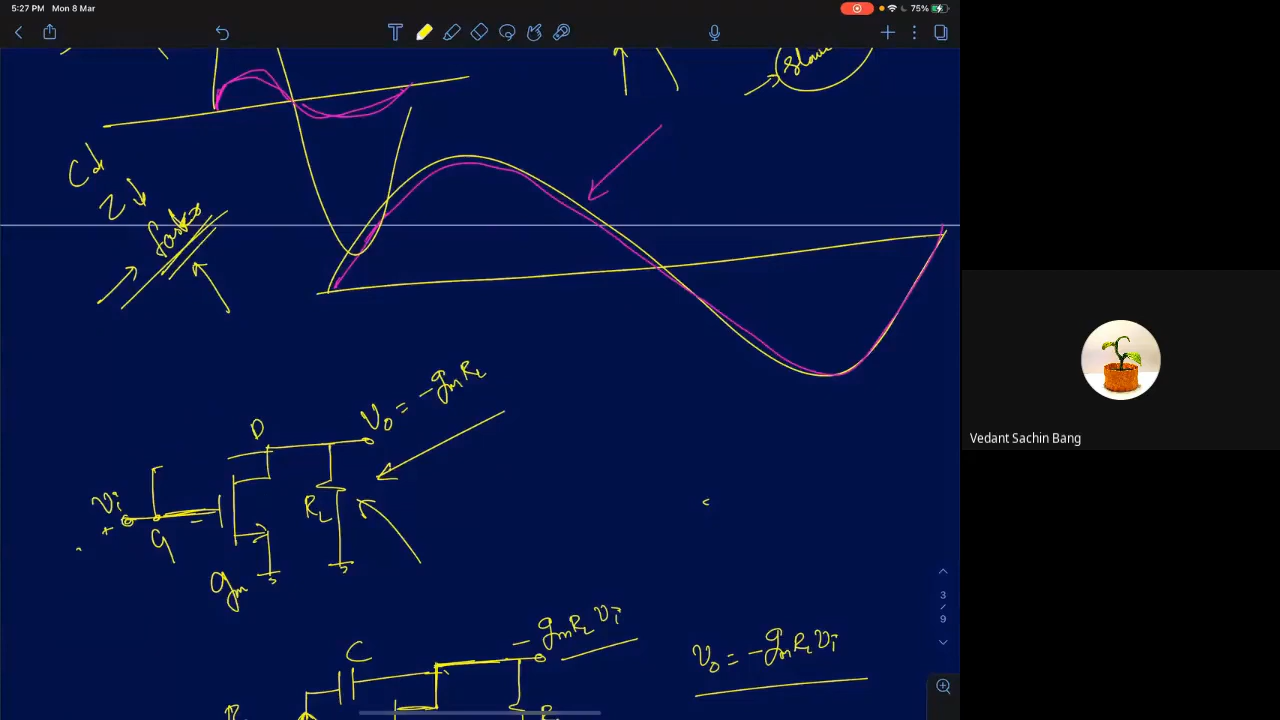 5:27 PM Mon 8 Mar
75%
T
slow
Cd
Z↓
faster
V₀ = -gmRL
D
Vi
+
-
G
RL
gm
3
/
9
C
-gmRLVi
V₀ = -gmRLVi
Vedant Sachin Bang